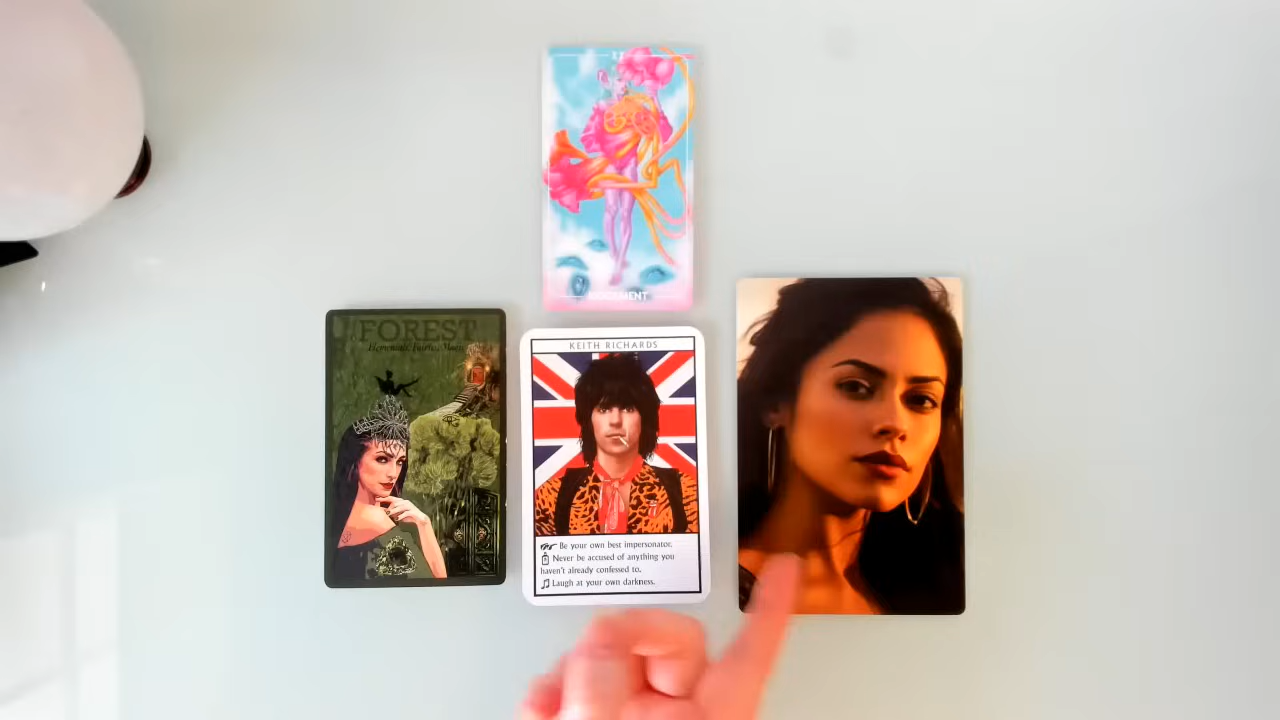 FOREST
Elementals, Fairies, Moon
KEITH RICHARDS
Be your own best impersonator.
Never be accused of anything you
haven't already confessed to.
Laugh at your own darkness.